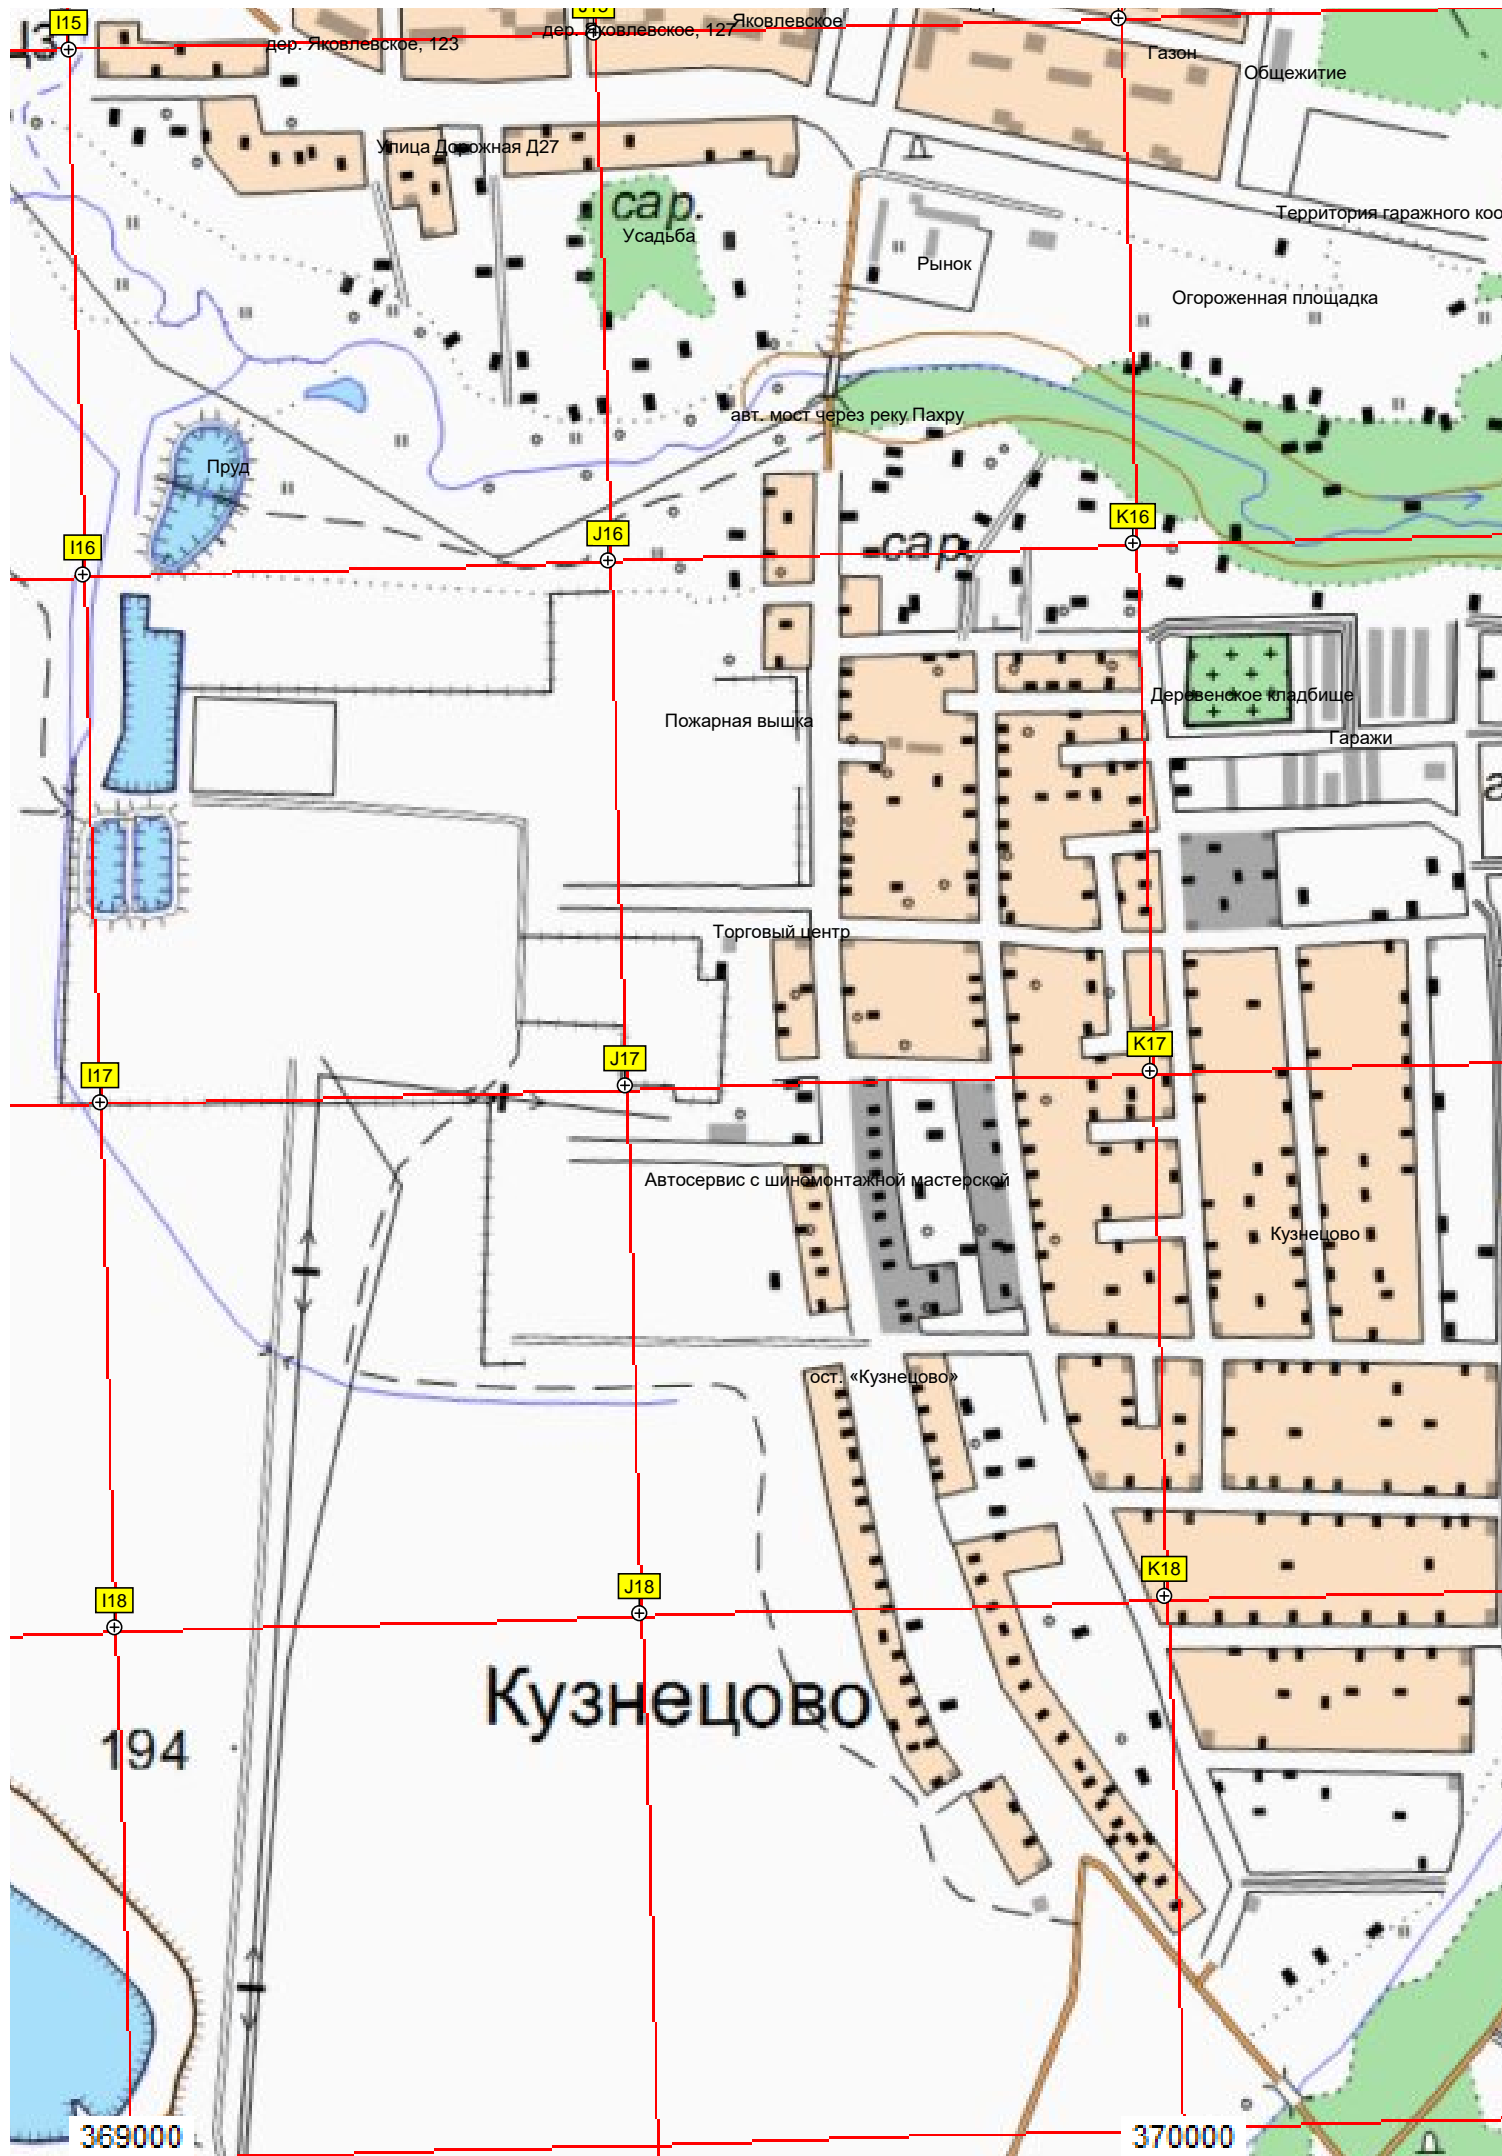 I15
дер. Яковлевское, 123
дер. Яковлевское, 127
Яковлевское
Газон
Общежитие
Улица Дорожная Д27
сар.
Усадьба
Рынок
Территория гаражного коо
Огороженная площадка
авт. мост через реку Пахру
Пруд
I16
J16
K16
сар.
Деревенское кладбище
Пожарная вышка
Гаражи
Торговый центр
I17
J17
K17
Автосервис с шиномонтажной мастерской
Кузнецово
ост. «Кузнецово»
I18
J18
K18
Кузнецово
194
369000
370000